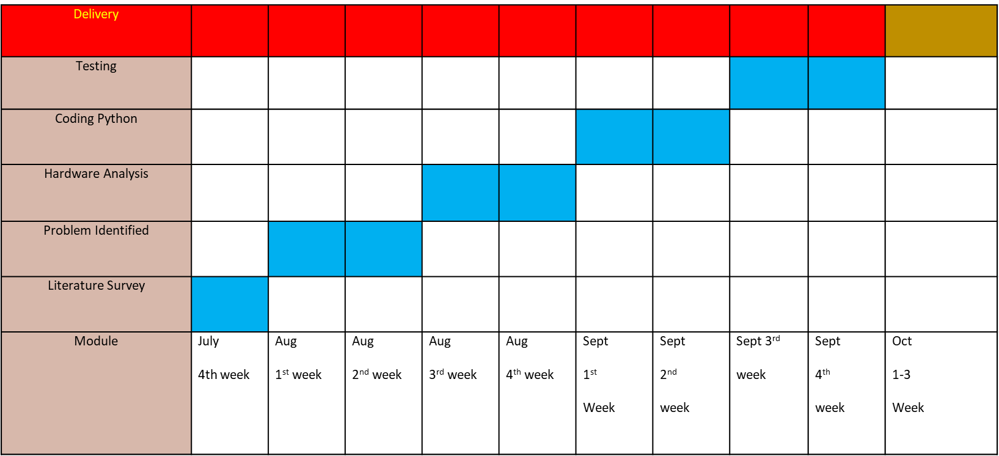 Delivery
Testing
Coding Python
Hardware Analysis
Problem Identified
Literature Survey
Module
July
4th week
Aug
1st week
Aug
2nd week
Aug
3rd week
Aug
4th week
Sept
1st
Week
Sept
2nd
week
Sept 3rd
week
Sept
4th
week
Oct
1-3
Week